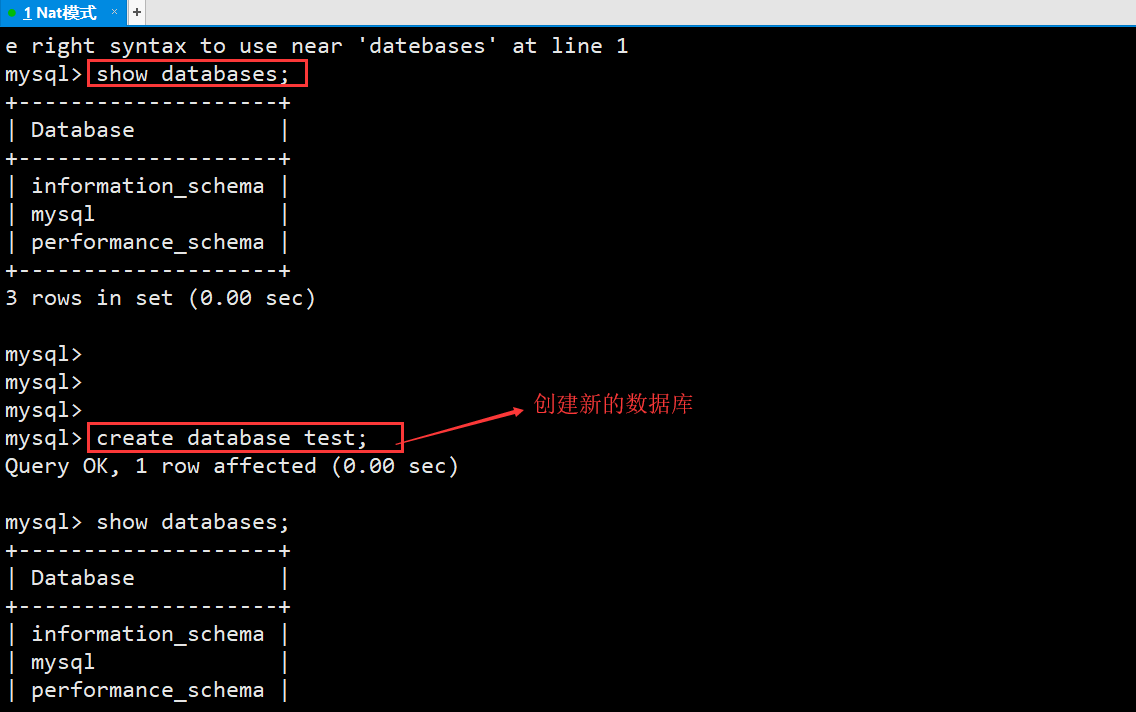 1 Nat模式 × +
e right syntax to use near 'datebases' at line 1
mysql> show databases;
+--------------------+
| Database           |
+--------------------+
| information_schema |
| mysql              |
| performance_schema |
+--------------------+
3 rows in set (0.00 sec)
mysql>
mysql>
mysql>
创建新的数据库
mysql> create database test;
Query OK, 1 row affected (0.00 sec)
mysql> show databases;
+--------------------+
| Database           |
+--------------------+
| information_schema |
| mysql              |
| performance_schema |